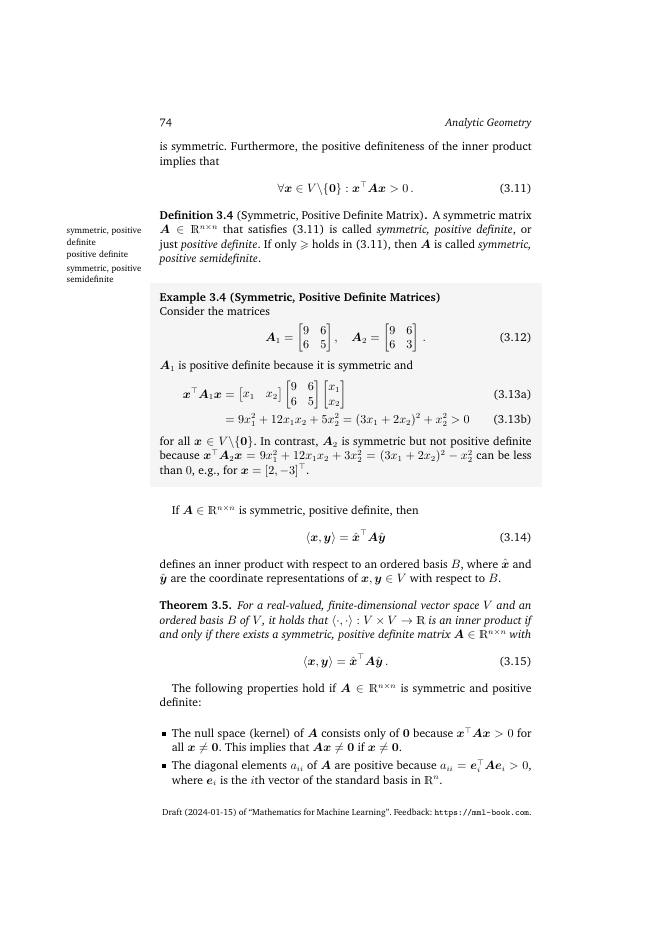 74
Analytic Geometry
is symmetric. Furthermore, the positive definiteness of the inner product
implies that
∀x ∈ V\{0} : x⊤Ax > 0 . (3.11)
Definition 3.4 (Symmetric, Positive Definite Matrix). A symmetric matrix
A ∈ ℝⁿˣⁿ that satisfies (3.11) is called symmetric, positive definite, or
just positive definite. If only ⩾ holds in (3.11), then A is called symmetric,
positive semidefinite.
symmetric, positive
definite
positive definite
symmetric, positive
semidefinite
Example 3.4 (Symmetric, Positive Definite Matrices)
Consider the matrices
A₁ = [9 6; 6 5] , A₂ = [9 6; 6 3] . (3.12)
A₁ is positive definite because it is symmetric and
x⊤A₁x = [x₁ x₂] [9 6; 6 5] [x₁; x₂] (3.13a)
= 9x₁² + 12x₁x₂ + 5x₂² = (3x₁ + 2x₂)² + x₂² > 0 (3.13b)
for all x ∈ V\{0}. In contrast, A₂ is symmetric but not positive definite
because x⊤A₂x = 9x₁² + 12x₁x₂ + 3x₂² = (3x₁ + 2x₂)² − x₂² can be less
than 0, e.g., for x = [2, −3]⊤.
If A ∈ ℝⁿˣⁿ is symmetric, positive definite, then
⟨x, y⟩ = x̂⊤Aŷ (3.14)
defines an inner product with respect to an ordered basis B, where x̂ and
ŷ are the coordinate representations of x, y ∈ V with respect to B.
Theorem 3.5. For a real-valued, finite-dimensional vector space V and an
ordered basis B of V, it holds that ⟨·, ·⟩ : V × V → ℝ is an inner product if
and only if there exists a symmetric, positive definite matrix A ∈ ℝⁿˣⁿ with
⟨x, y⟩ = x̂⊤Aŷ . (3.15)
The following properties hold if A ∈ ℝⁿˣⁿ is symmetric and positive
definite:
▪ The null space (kernel) of A consists only of 0 because x⊤Ax > 0 for
all x ≠ 0. This implies that Ax ≠ 0 if x ≠ 0.
▪ The diagonal elements aᵢᵢ of A are positive because aᵢᵢ = eᵢ⊤Aeᵢ > 0,
where eᵢ is the ith vector of the standard basis in ℝⁿ.
Draft (2024-01-15) of “Mathematics for Machine Learning”. Feedback: https://mml-book.com.